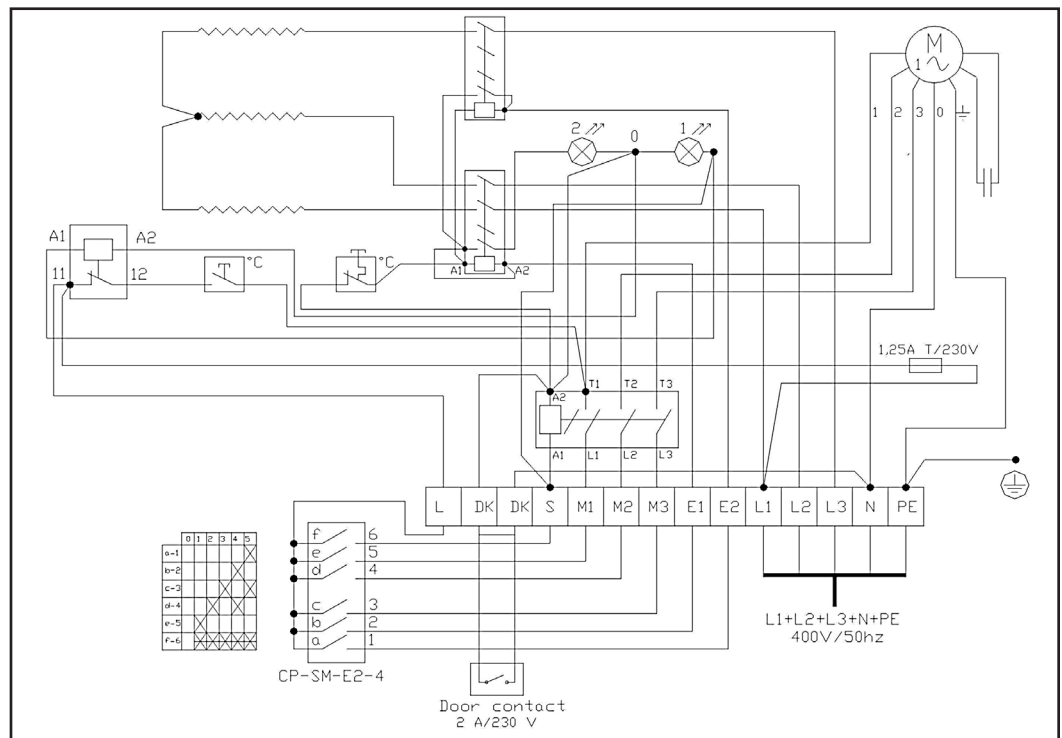 M
1
1 2 3 0
2 0 1
A1 A2
°C °C
11 12
A1 A2
1,25A T/230V
T1 T2 T3
A2
A1 L1 L2 L3
L DK DK S M1 M2 M3 E1 E2 L1 L2 L3 N PE
f 6
e 5
d 4
c 3
b 2
a 1
0 1 2 3 4 5
a-1
b-2
c-3
d-4
e-5
f-6
CP-SM-E2-4
L1+L2+L3+N+PE
400V/50hz
Door contact
2 A/230 V